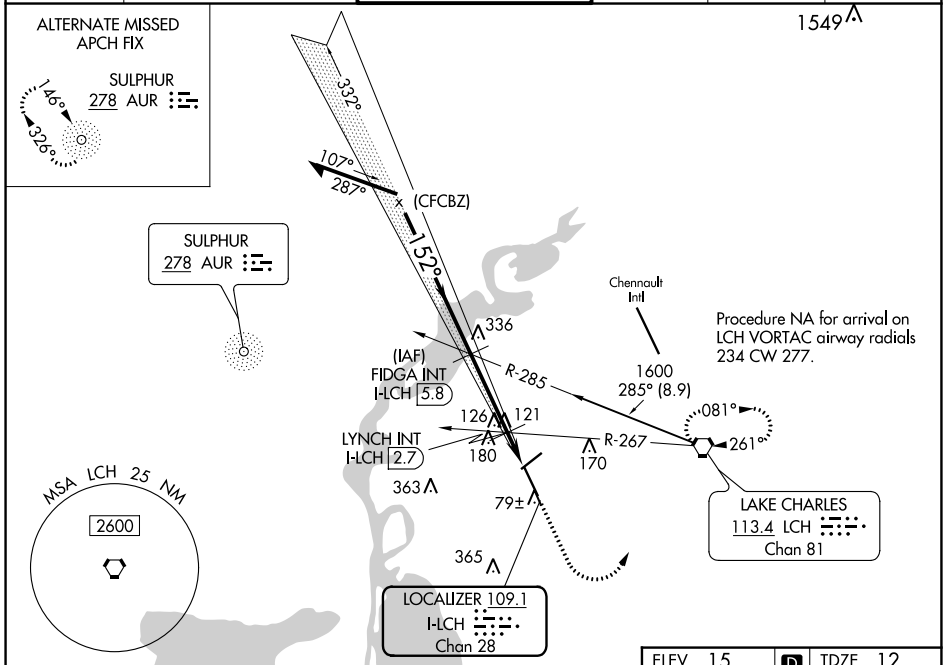 ALTERNATE MISSED
APCH FIX
SULPHUR
278 AUR
146°
326°
1549
332°
107°
287°
(CFCBZ)
152°
SULPHUR
278 AUR
Chennault
Intl
Procedure NA for arrival on
LCH VORTAC airway radials
234 CW 277.
336
(IAF)
FIDGA INT
I-LCH 5.8
R-285
1600
285° (8.9)
081°
261°
126
121
LYNCH INT
I-LCH 2.7
180
R-267
170
363
79±
MSA LCH 25 NM
2600
LAKE CHARLES
113.4 LCH
Chan 81
365
LOCALIZER 109.1
I-LCH
Chan 28
ELEV 15
D
TDZE 12